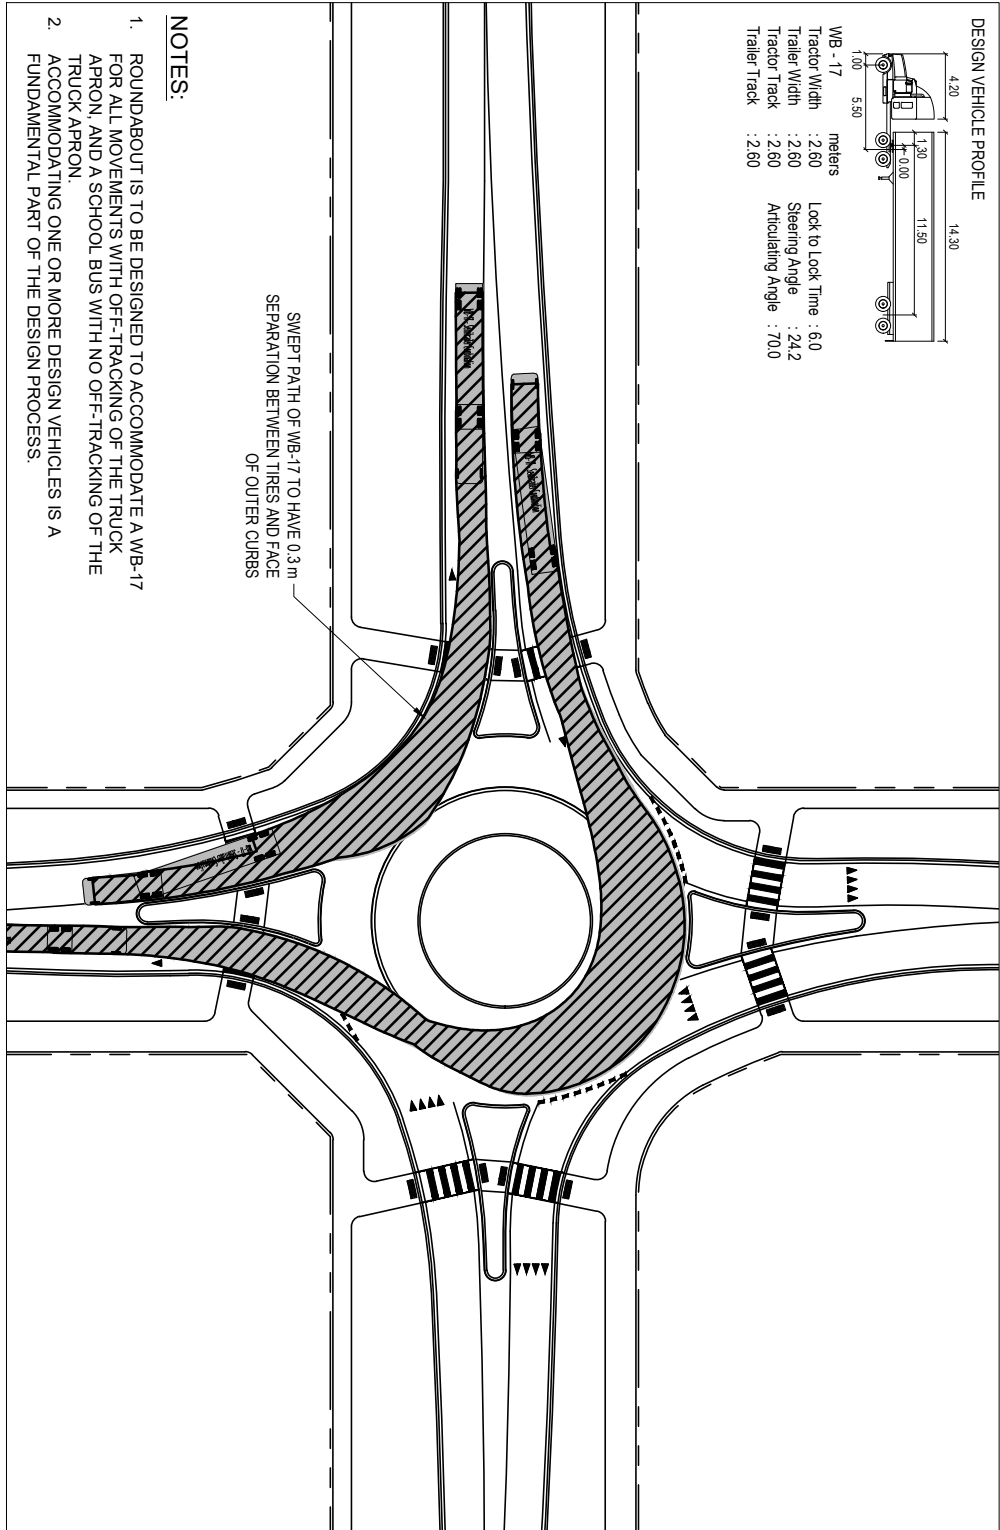 DESIGN VEHICLE PROFILE
4.20
14.30
1.30
11.50
0.00
1.00
5.50
WB - 17 meters
Tractor Width : 2.60 Lock to Lock Time : 6.0
Trailer Width : 2.60 Steering Angle : 24.2
Tractor Track : 2.60 Articulating Angle : 70.0
Trailer Track : 2.60
SWEPT PATH OF WB-17 TO HAVE 0.3 m
SEPARATION BETWEEN TIRES AND FACE
OF OUTER CURBS
NOTES:
1. ROUNDABOUT IS TO BE DESIGNED TO ACCOMMODATE A WB-17
FOR ALL MOVEMENTS WITH OFF-TRACKING OF THE TRUCK
APRON, AND A SCHOOL BUS WITH NO OFF-TRACKING OF THE
TRUCK APRON.
2. ACCOMMODATING ONE OR MORE DESIGN VEHICLES IS A
FUNDAMENTAL PART OF THE DESIGN PROCESS.